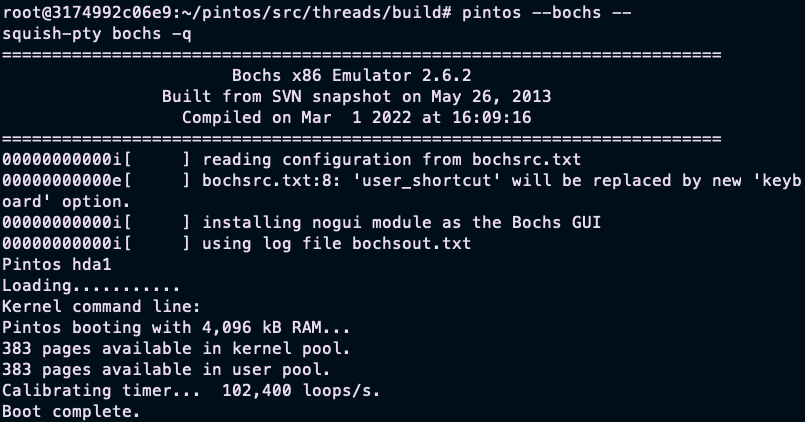 root@3174992c06e9:~/pintos/src/threads/build# pintos --bochs --
squish-pty bochs -q
========================================================================
                       Bochs x86 Emulator 2.6.2
                Built from SVN snapshot on May 26, 2013
                  Compiled on Mar  1 2022 at 16:09:16
========================================================================
00000000000i[     ] reading configuration from bochsrc.txt
00000000000e[     ] bochsrc.txt:8: 'user_shortcut' will be replaced by new 'keyb
oard' option.
00000000000i[     ] installing nogui module as the Bochs GUI
00000000000i[     ] using log file bochsout.txt
Pintos hda1
Loading...........
Kernel command line:
Pintos booting with 4,096 kB RAM...
383 pages available in kernel pool.
383 pages available in user pool.
Calibrating timer...  102,400 loops/s.
Boot complete.